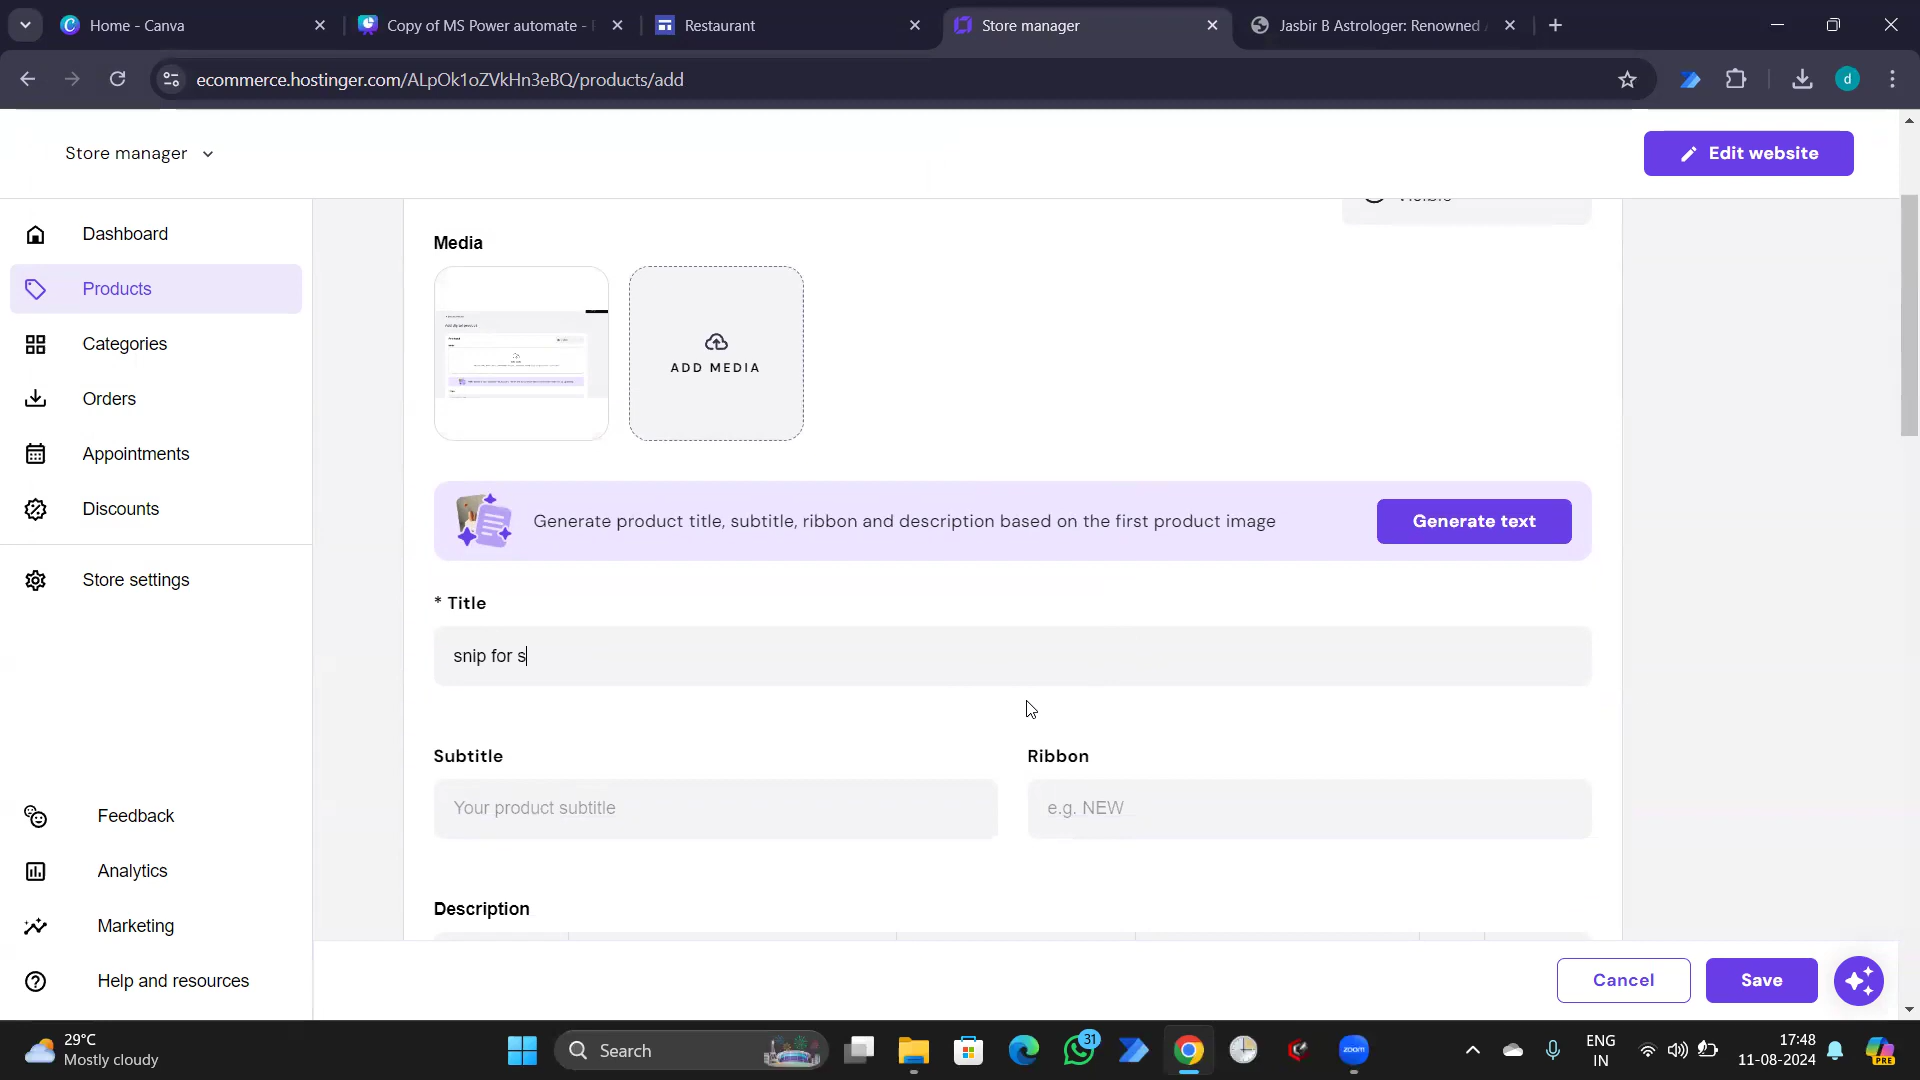 Home - Canva
Copy of MS Power automate -
Restaurant
Store manager
Jasbir B Astrologer: Renowned
ecommerce.hostinger.com/ALpOk1oZVkHn3eBQ/products/add
d
Store manager
Edit website
Dashboard
Products
Categories
Orders
Appointments
Discounts
Store settings
Feedback
Analytics
Marketing
Help and resources
Media
ADD MEDIA
Generate product title, subtitle, ribbon and description based on the first product image
Generate text
* Title
snip for s
Subtitle
Ribbon
Your product subtitle
e.g. NEW
Description
Cancel
Save
29°C
Mostly cloudy
Search
31
zoom
ENG
IN
17:48
11-08-2024
PRE